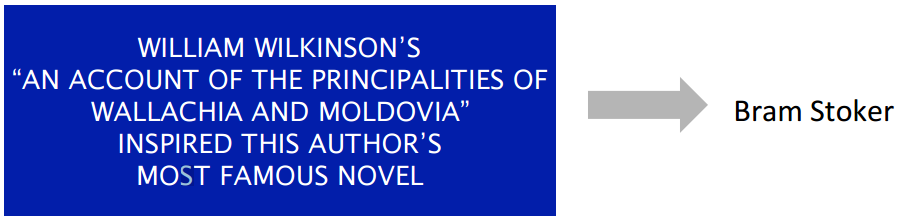 WILLIAM WILKINSON’S
“AN ACCOUNT OF THE PRINCIPALITIES OF
WALLACHIA AND MOLDOVIA”
INSPIRED THIS AUTHOR’S
MOST FAMOUS NOVEL
Bram Stoker